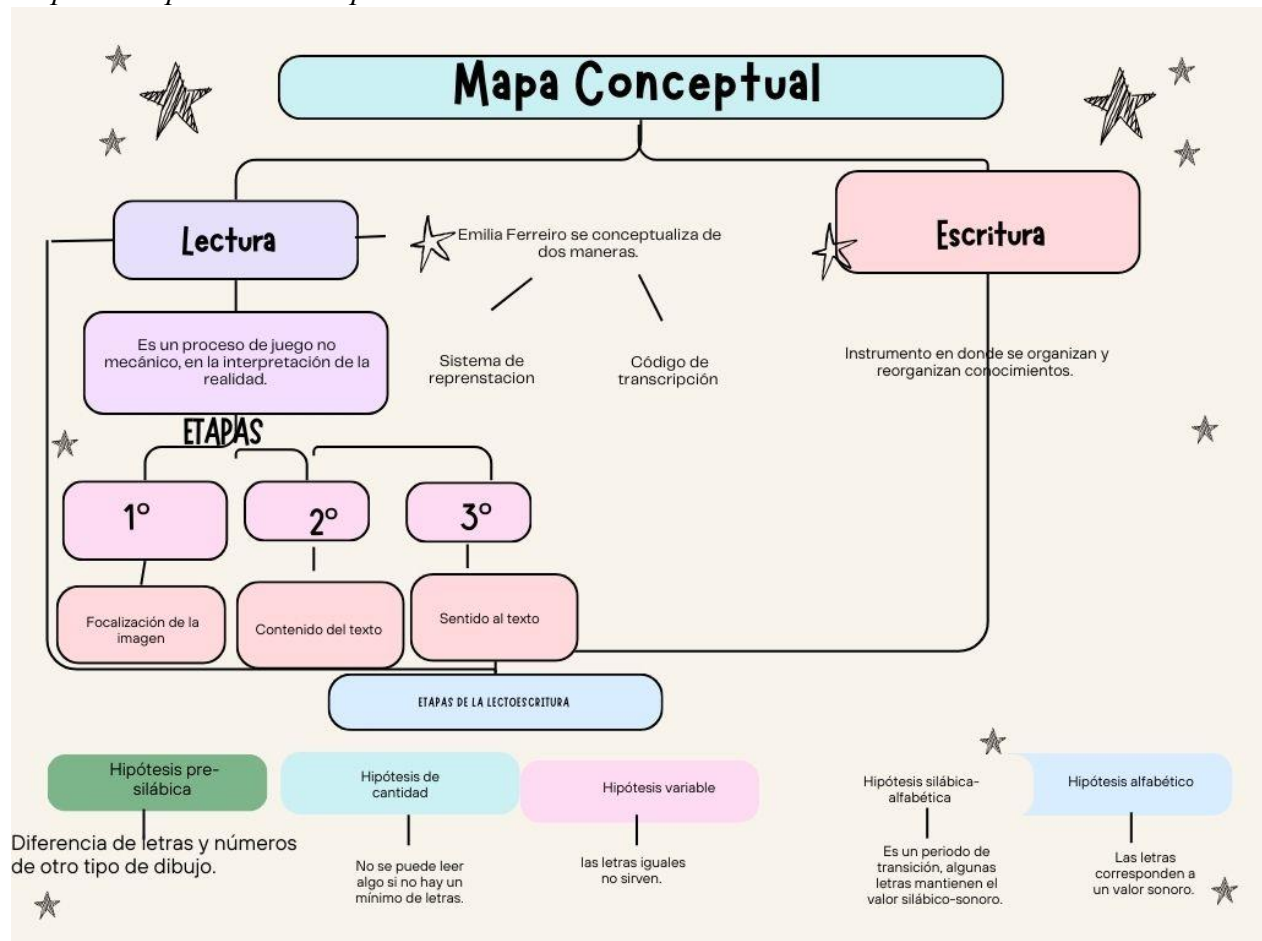 Mapa Conceptual
Lectura
Emilia Ferreiro se conceptualiza de
dos maneras.
Escritura
Es un proceso de juego no
mecánico, en la interpretación de la
realidad.
Sistema de
reprenstacion
Código de
transcripción
Instrumento en donde se organizan y
reorganizan conocimientos.
ETAPAS
1°
2°
3°
Focalización de la
imagen
Contenido del texto
Sentido al texto
ETAPAS DE LA LECTOESCRITURA
Hipótesis pre-
silábica
Hipótesis de
cantidad
Hipótesis variable
Hipótesis silábica-
alfabética
Hipótesis alfabético
Diferencia de letras y números
de otro tipo de dibujo.
No se puede leer
algo si no hay un
mínimo de letras.
las letras iguales
no sirven.
Es un periodo de
transición, algunas
letras mantienen el
valor silábico-sonoro.
Las letras
corresponden a
un valor sonoro.